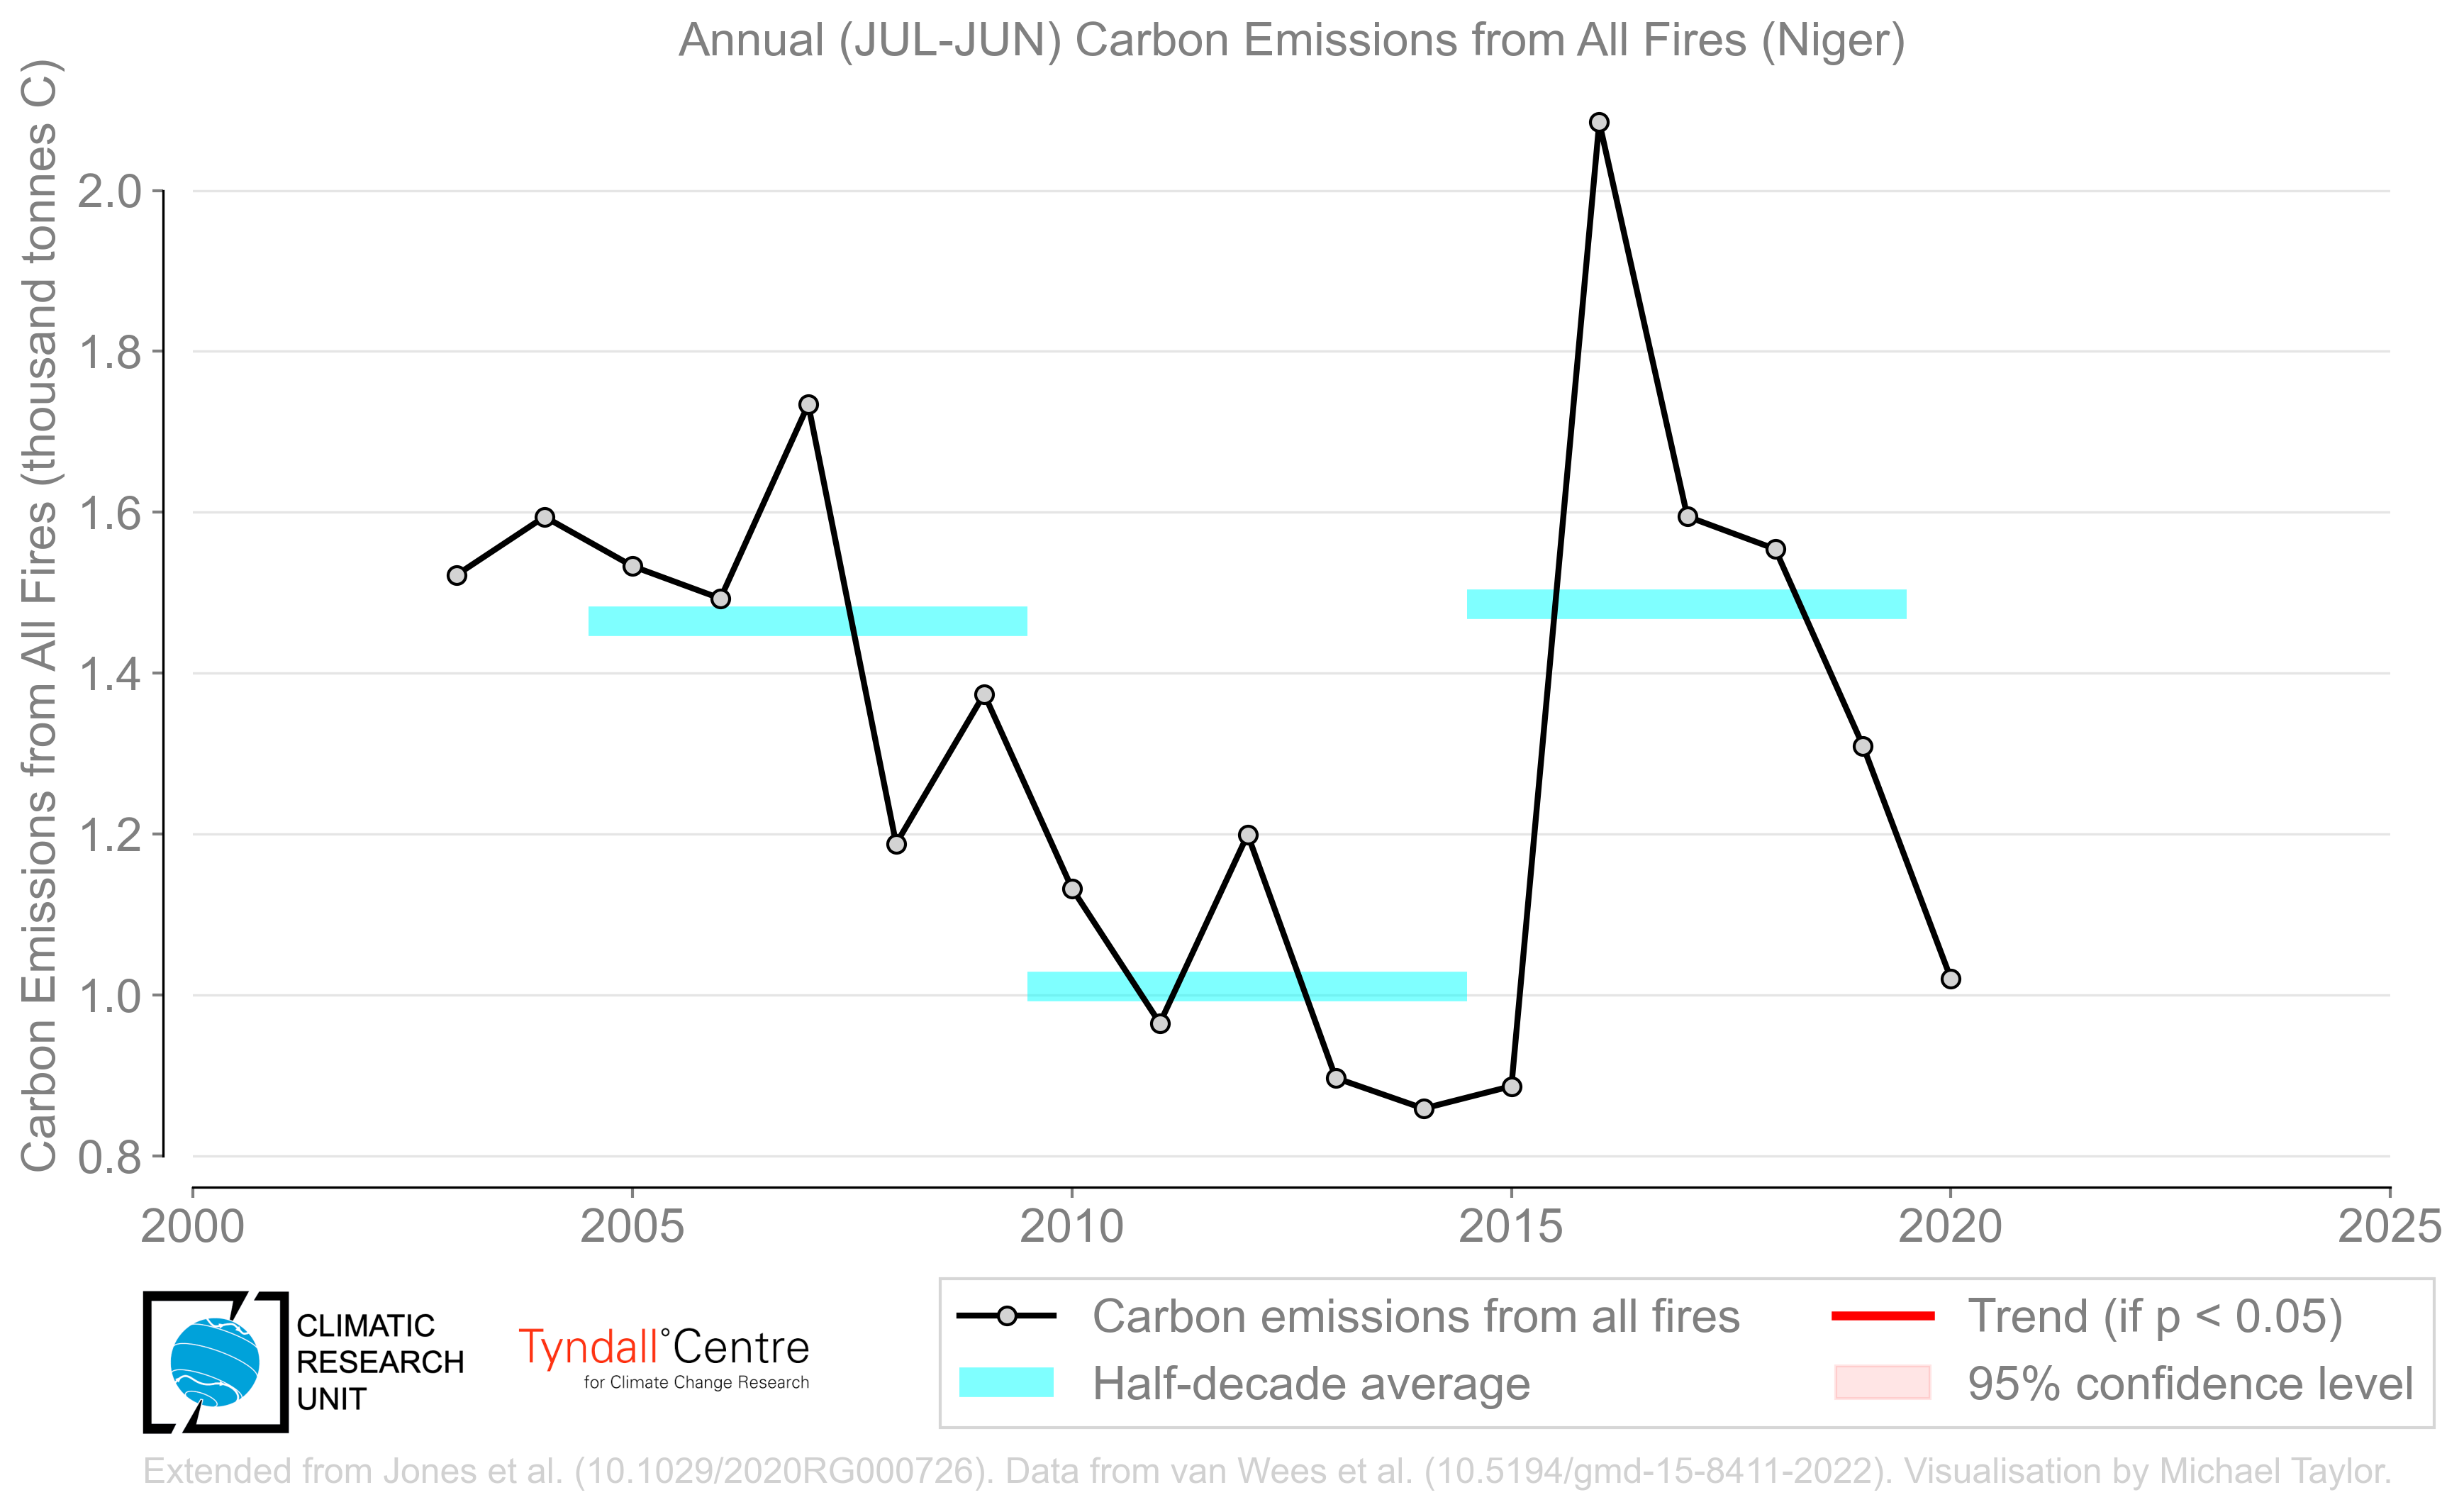 Annual (JUL-JUN) Carbon Emissions from All Fires (Niger)
Carbon Emissions from All Fires (thousand tonnes C)
2.0
1.8
1.6
1.4
1.2
1.0
0.8
2000 2005 2010 2015 2020 2025
CLIMATIC
RESEARCH
UNIT
Tyndall°Centre
for Climate Change Research
Carbon emissions from all fires
Half-decade average
Trend (if p < 0.05)
95% confidence level
Extended from Jones et al. (10.1029/2020RG000726). Data from van Wees et al. (10.5194/gmd-15-8411-2022). Visualisation by Michael Taylor.